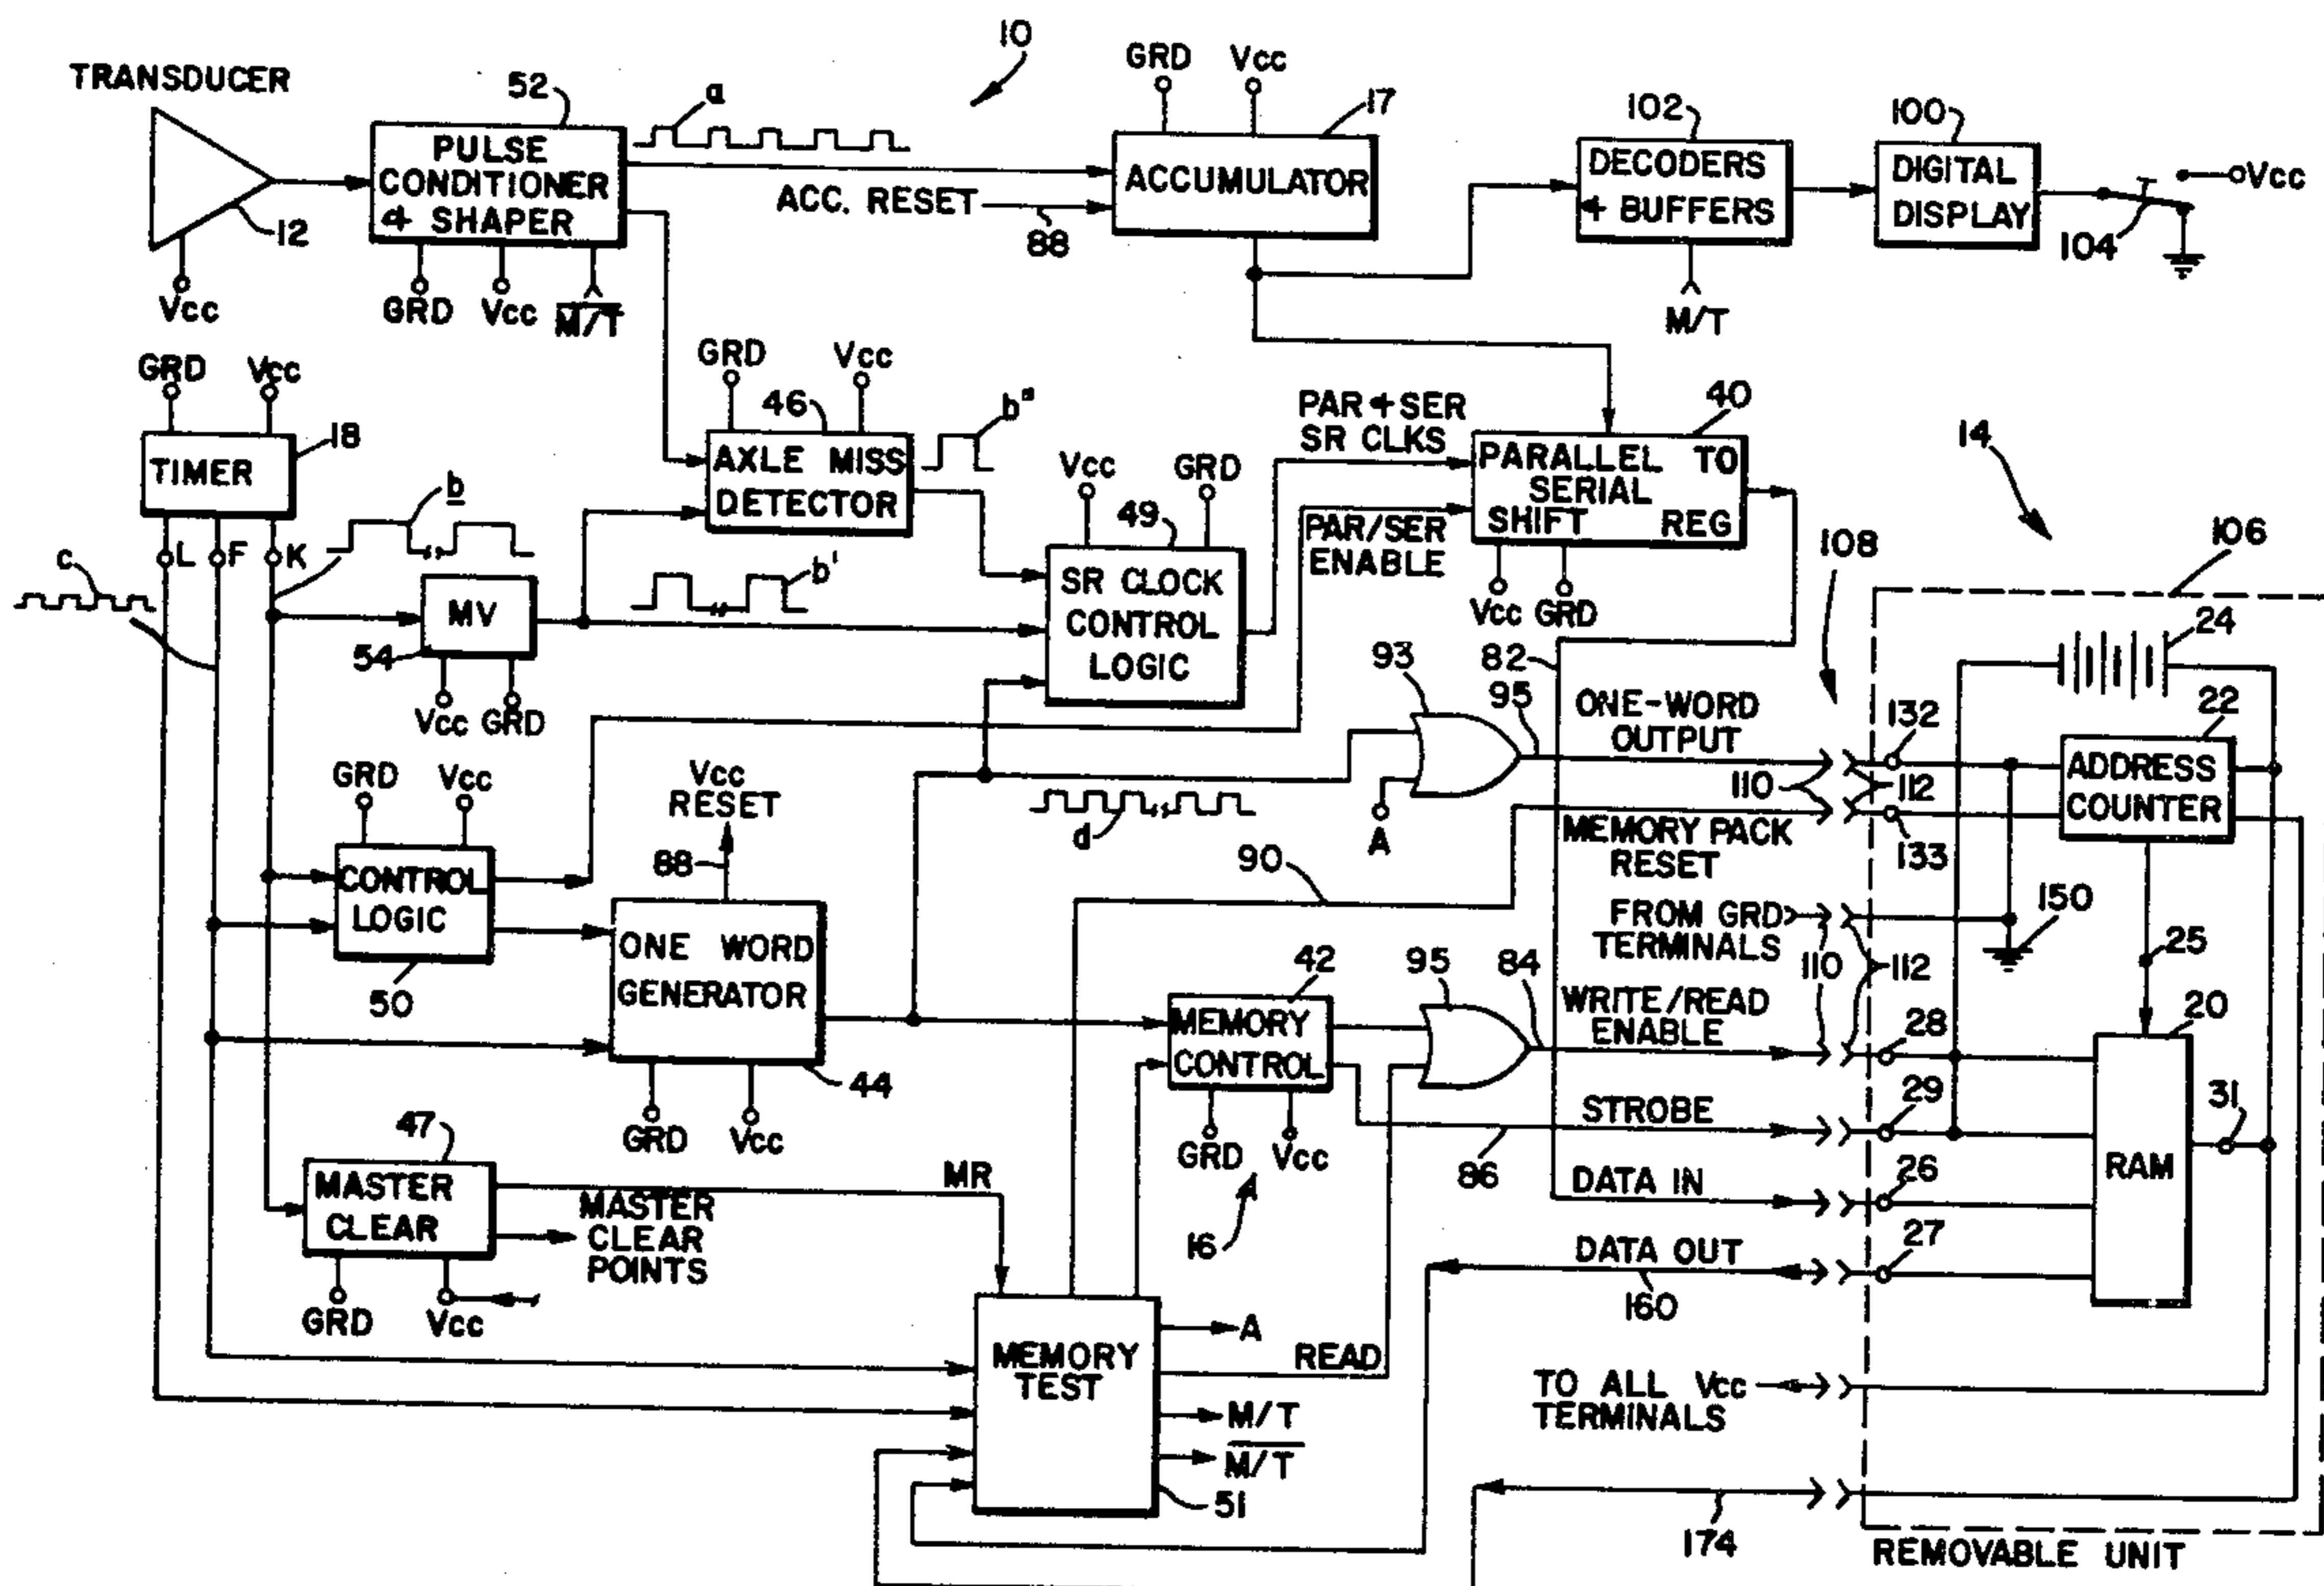 10
GRD Vcc
TRANSDUCER
52
a
17
102
100
PULSE
CONDITIONER
& SHAPER
ACCUMULATOR
DECODERS
& BUFFERS
DIGITAL
DISPLAY
Vcc
104
12
ACC. RESET
88
Vcc
GRD Vcc M/T
M/T
GRD Vcc
GRD Vcc
18
TIMER
46
b"
PAR & SER
SR CLKS
40
14
AXLE MISS
DETECTOR
Vcc GRD
PARALLEL TO
SERIAL
SHIFT REG
b
49
PAR/SER
ENABLE
108
106
c
L F K
b'
SR CLOCK
CONTROL
LOGIC
Vcc GRD
MV
54
24
93
82
95
22
Vcc GRD
ONE-WORD
OUTPUT
132
ADDRESS
COUNTER
GRD Vcc
Vcc
RESET
d
A
110
112
MEMORY PACK
RESET
133
88
90
CONTROL
LOGIC
50
ONE WORD
GENERATOR
44
FROM GRD
TERMINALS
150
110
112
25
42
95
84
WRITE/READ
ENABLE
28
20
MEMORY
CONTROL
GRD Vcc
GRD Vcc
STROBE
29
31
86
47
MASTER
CLEAR
MR
MASTER
CLEAR
POINTS
16
DATA IN
26
RAM
DATA OUT
27
160
GRD Vcc
A
MEMORY
TEST
READ
TO ALL Vcc
TERMINALS
M/T
M/T
51
174
REMOVABLE UNIT